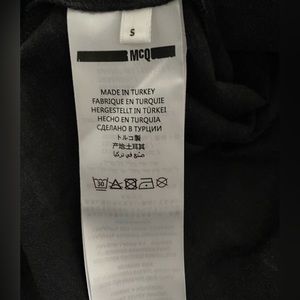 S
MCQ
MADE IN TURKEY
FABRIQUE EN TURQUIE
HERGESTELLT IN TÜRKEI
HECHO EN TURQUIA
СДЕЛАНО В ТУРЦИИ
トルコ製
产地土耳其
صنع في تركيا
30